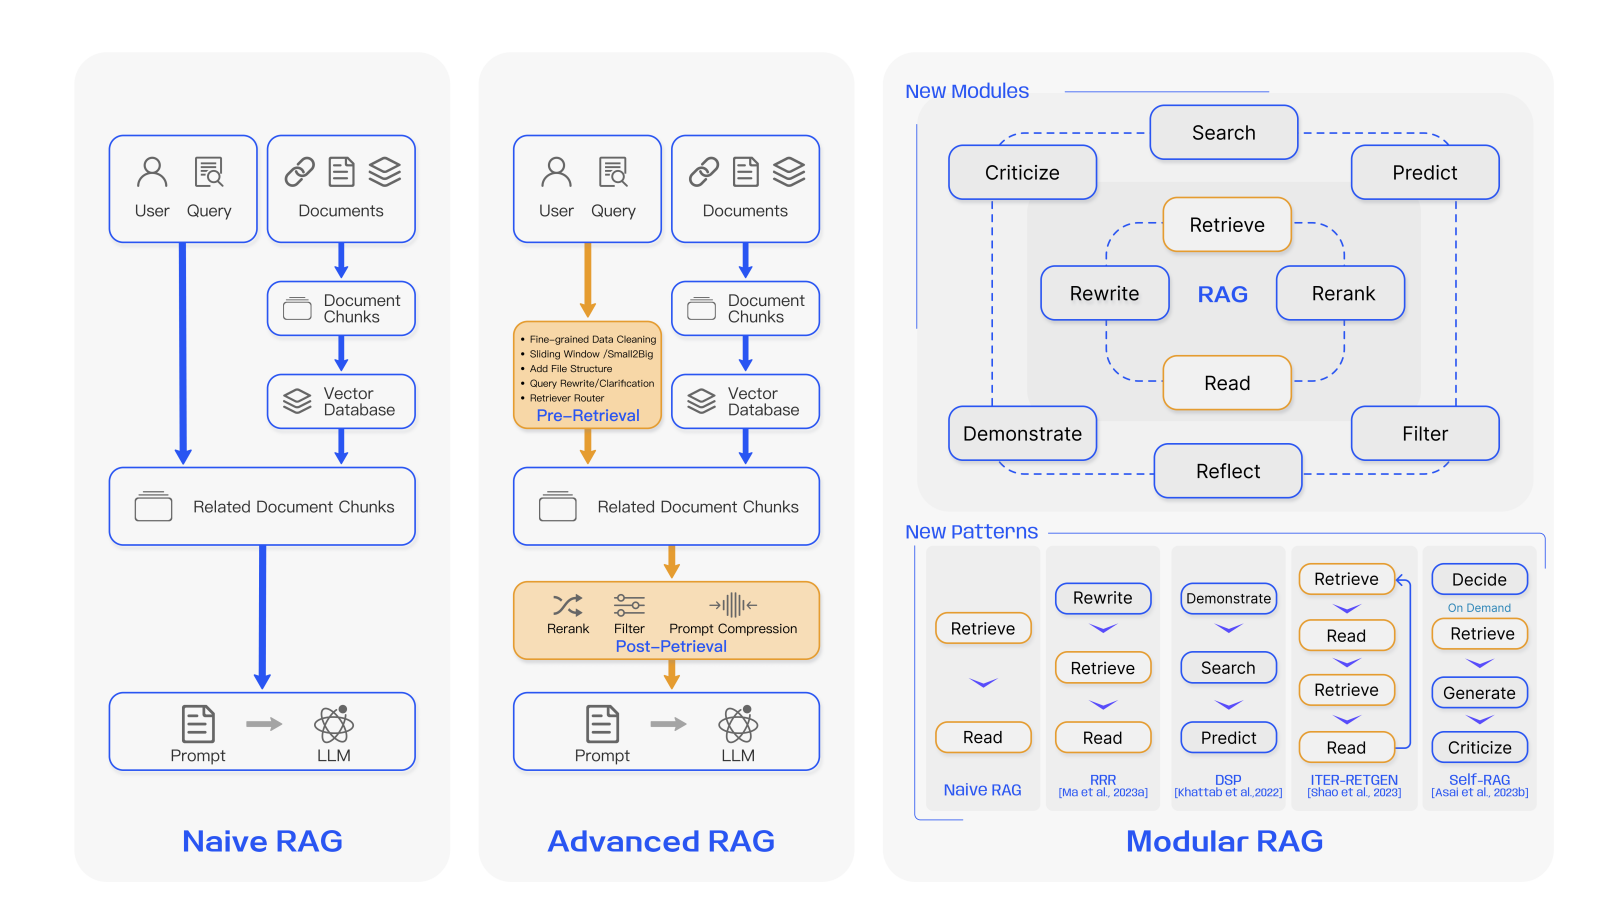 User Query
Documents
Document
Chunks
Vector
Database
Related Document Chunks
Prompt
LLM
Naive RAG
User Query
Documents
• Fine-grained Data Cleaning
• Sliding Window /Small2Big
• Add File Structure
• Query Rewrite/Clarification
• Retriever Router
Pre-Retrieval
Document
Chunks
Vector
Database
Related Document Chunks
Rerank
Filter
Prompt Compression
Post-Petrieval
Prompt
LLM
Advanced RAG
New Modules
Search
Criticize
Predict
Retrieve
Rewrite
RAG
Rerank
Read
Demonstrate
Filter
Reflect
New Patterns
Retrieve
Read
Naive RAG
Rewrite
Retrieve
Read
RRR
[Ma et al., 2023a]
Demonstrate
Search
Predict
DSP
[Khattab et al.,2022]
Retrieve
Read
Retrieve
Read
ITER-RETGEN
[Shao et al., 2023]
Decide
On Demand
Retrieve
Generate
Criticize
Self-RAG
[Asai et al., 2023b]
Modular RAG